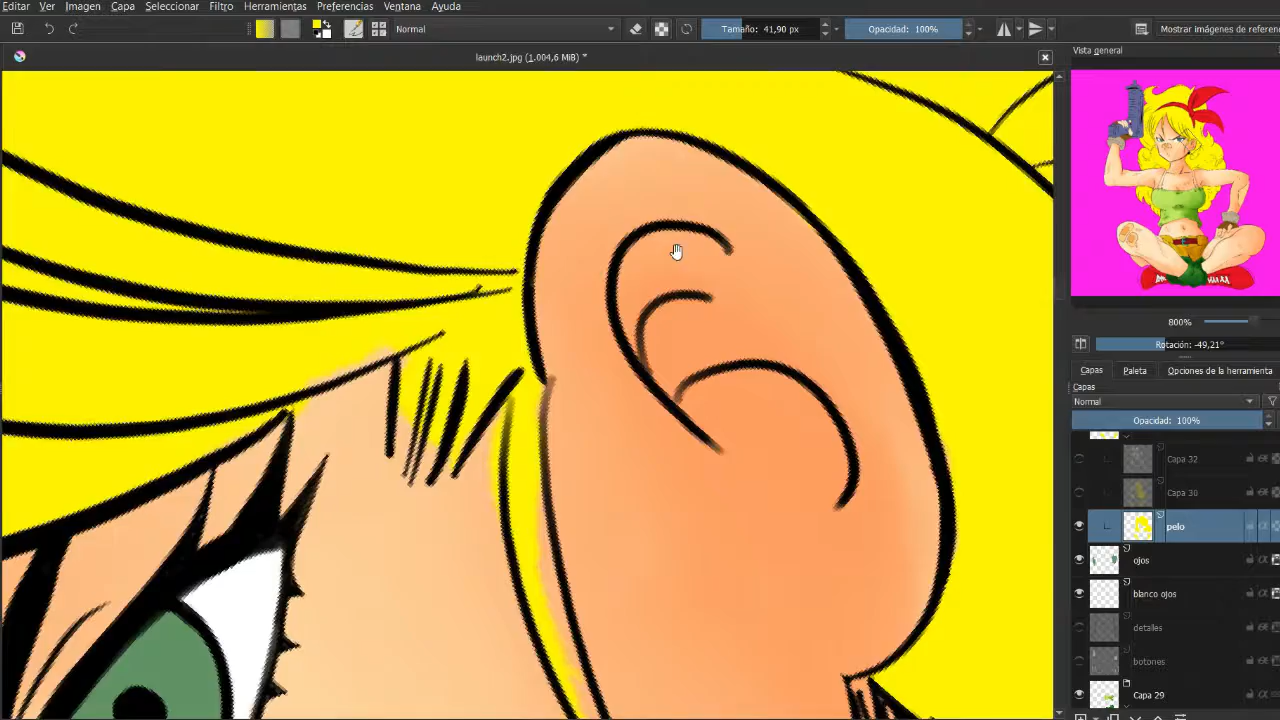 Editar Ver Imagen Capa Seleccionar Filtro Herramientas Preferencias Ventana Ayuda
Normal Tamaño: 41,90 px Opacidad: 100% Mostrar imágenes de referen
launch2.jpg (1.004,6 MiB) * Vista general
800%
Rotación: -49,21°
Capas Paleta Opciones de la herramienta
Capas
Normal
Opacidad: 100%
Capa 32
Capa 30
pelo
ojos
blanco ojos
detalles
botones
Capa 29